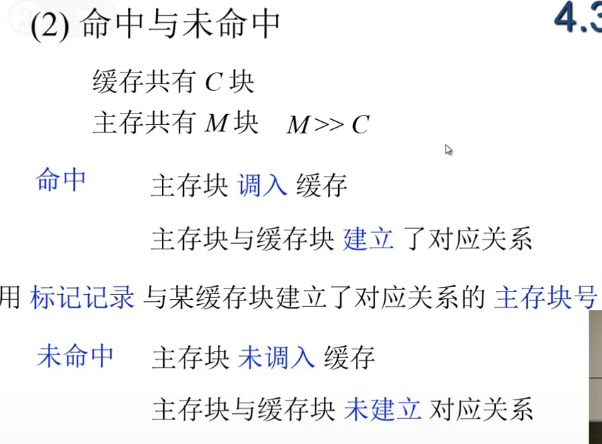 (2) 命中与未命中
4.3
缓存共有 C 块
主存共有 M 块 M >> C
命中 主存块 调入 缓存
主存块与缓存块 建立 了对应关系
用 标记记录 与某缓存块建立了对应关系的 主存块号
未命中 主存块 未调入 缓存
主存块与缓存块 未建立 对应关系